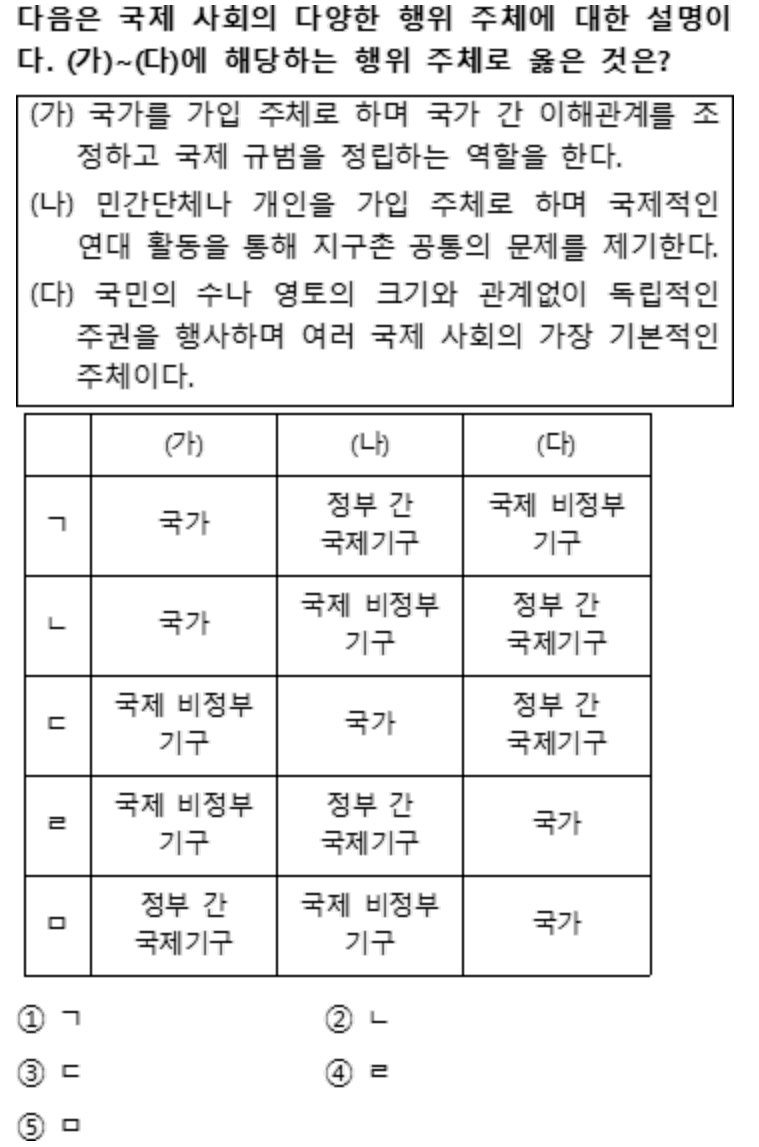 다음은 국제 사회의 다양한 행위 주체에 대한 설명이
다. (가)~(다)에 해당하는 행위 주체로 옳은 것은?
(가) 국가를 가입 주체로 하며 국가 간 이해관계를 조
정하고 국제 규범을 정립하는 역할을 한다.
(나) 민간단체나 개인을 가입 주체로 하며 국제적인
연대 활동을 통해 지구촌 공통의 문제를 제기한다.
(다) 국민의 수나 영토의 크기와 관계없이 독립적인
주권을 행사하며 여러 국제 사회의 가장 기본적인
주체이다.
(가) (나) (다)
ㄱ 국가 정부 간 국제기구 국제 비정부 기구
ㄴ 국가 국제 비정부 기구 정부 간 국제기구
ㄷ 국제 비정부 기구 국가 정부 간 국제기구
ㄹ 국제 비정부 기구 정부 간 국제기구 국가
ㅁ 정부 간 국제기구 국제 비정부 기구 국가
① ㄱ ② ㄴ
③ ㄷ ④ ㄹ
⑤ ㅁ